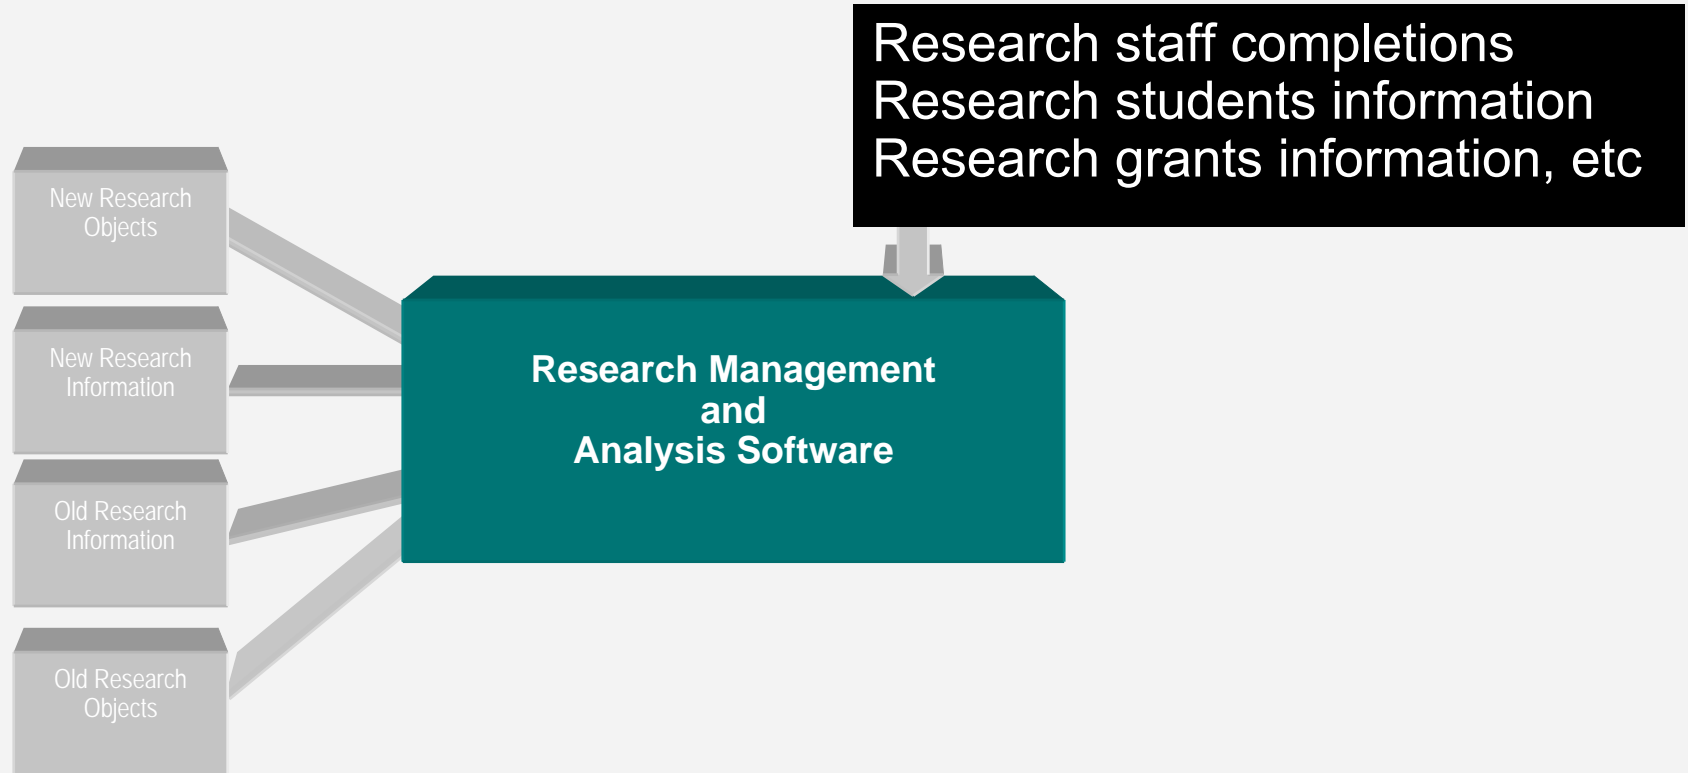 Research staff completions
Research students information
Research grants information, etc
New Research
Objects
New Research
Information
Old Research
Information
Old Research
Objects
Research Management
and
Analysis Software